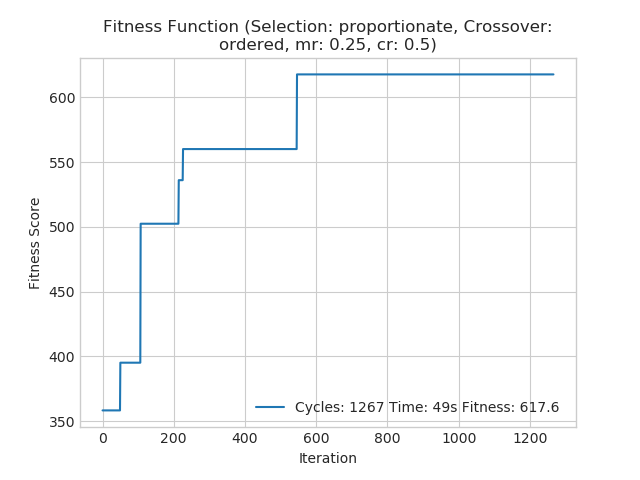 Fitness Function (Selection: proportionate, Crossover:
ordered, mr: 0.25, cr: 0.5)
600
550
500
450
400
350
Fitness Score
Cycles: 1267 Time: 49s Fitness: 617.6
0 200 400 600 800 1000 1200
Iteration